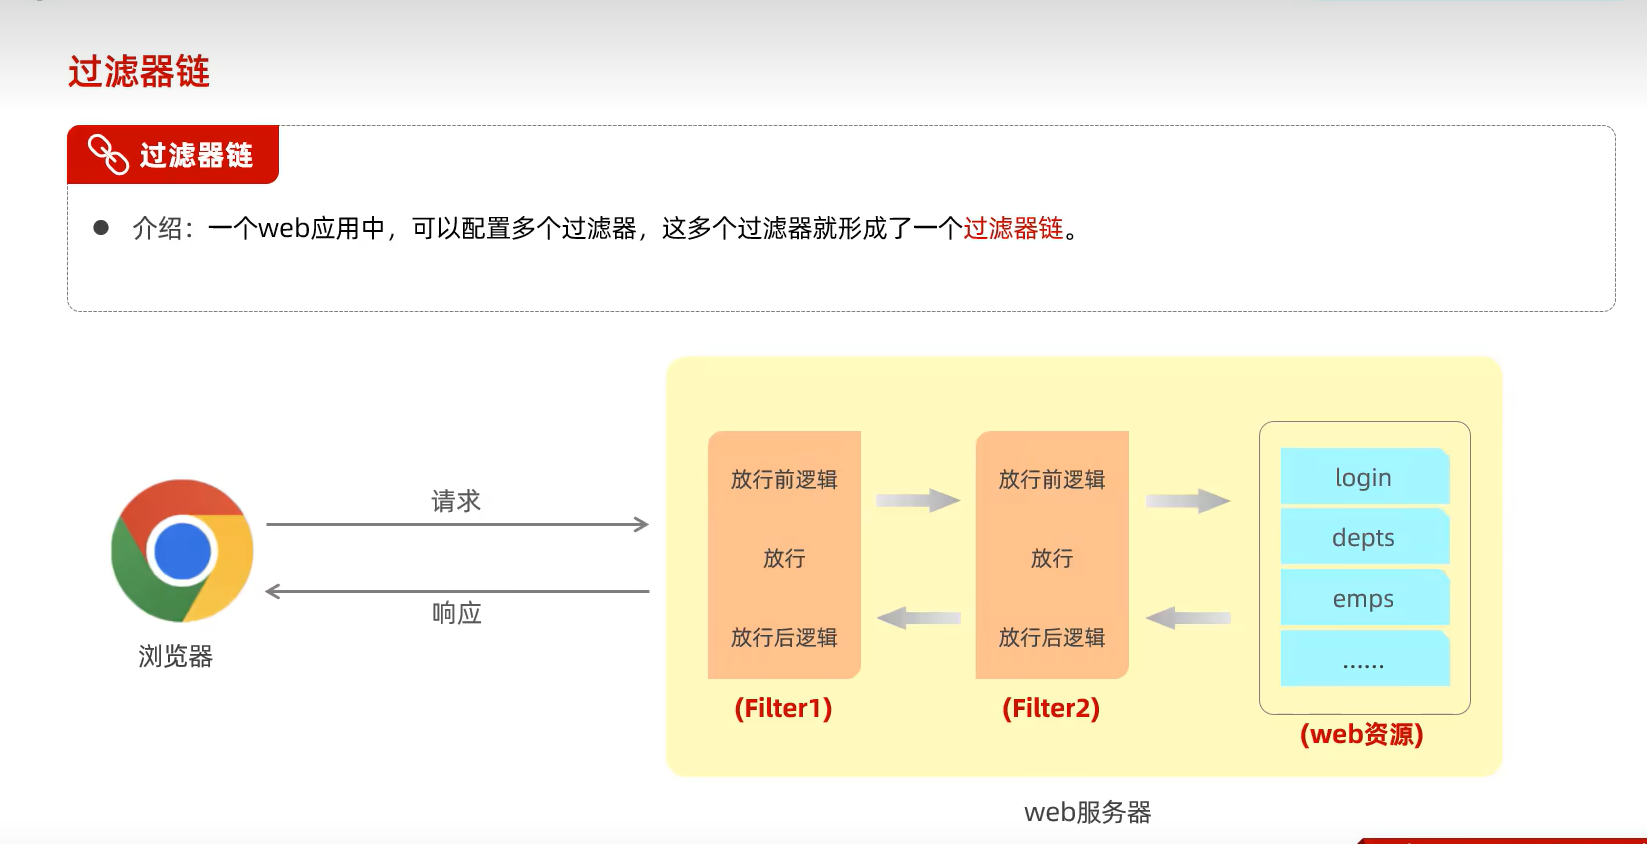 过滤器链
过滤器链
介绍：一个web应用中，可以配置多个过滤器，这多个过滤器就形成了一个过滤器链。
请求
响应
浏览器
放行前逻辑
放行
放行后逻辑
(Filter1)
放行前逻辑
放行
放行后逻辑
(Filter2)
login
depts
emps
......
(web资源)
web服务器